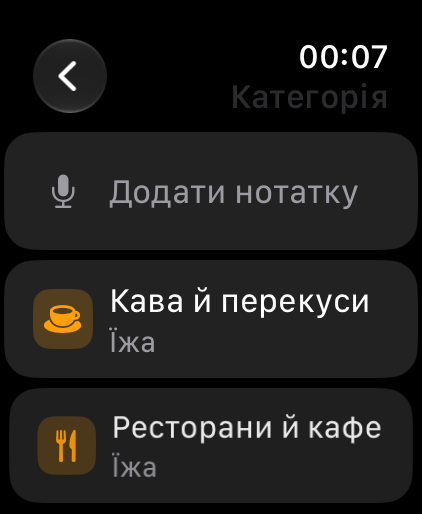 00:07
Категорія
Додати нотатку
Кава й перекуси
Їжа
Ресторани й кафе
Їжа